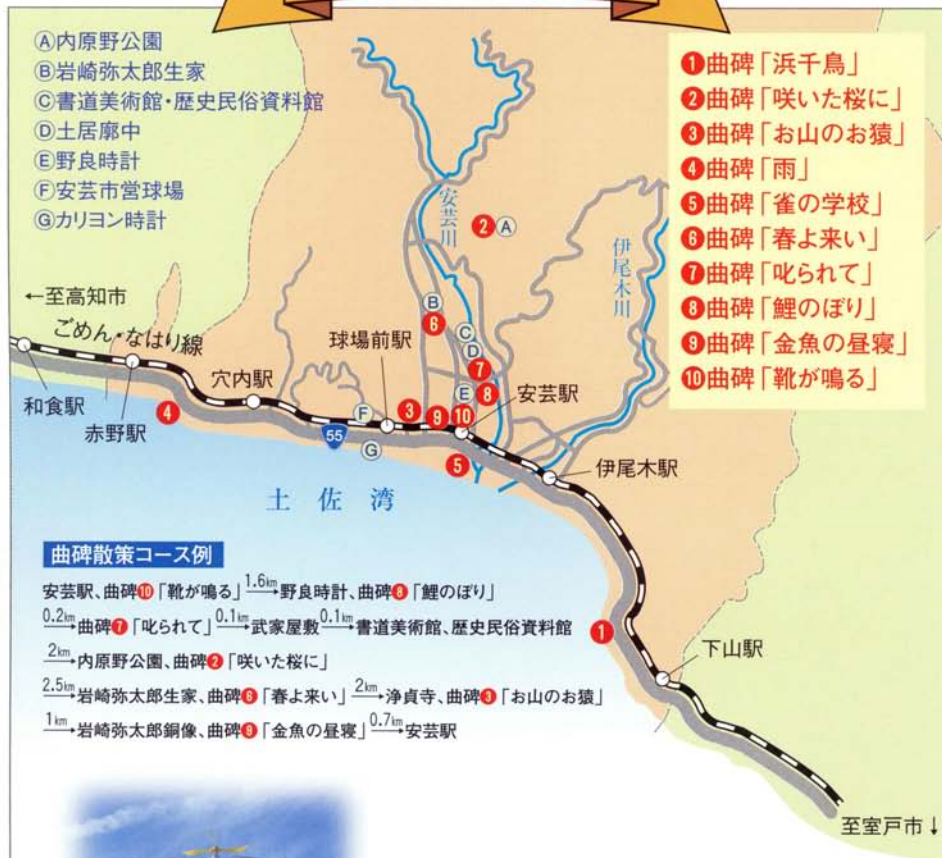 Ⓐ内原野公園
Ⓑ岩崎弥太郎生家
Ⓒ書道美術館・歴史民俗資料館
Ⓓ土居廓中
Ⓔ野良時計
Ⓕ安芸市営球場
Ⓖカリヨン時計
❶曲碑「浜千鳥」
❷曲碑「咲いた桜に」
❸曲碑「お山のお猿」
❹曲碑「雨」
❺曲碑「雀の学校」
❻曲碑「春よ来い」
❼曲碑「叱られて」
❽曲碑「鯉のぼり」
❾曲碑「金魚の昼寝」
❿曲碑「靴が鳴る」
安芸川
❷Ⓐ
伊尾木川
←至高知市
ごめん・なはり線
Ⓑ
❻
Ⓒ
Ⓓ
❼
❽
Ⓔ
球場前駅
穴内駅
安芸駅
和食駅
赤野駅
❹
Ⓕ
❸
❾
❿
55
Ⓖ
❺
伊尾木駅
土佐湾
❶
下山駅
至室戸市↓
曲碑散策コース例
安芸駅、曲碑❿「靴が鳴る」1.6km→野良時計、曲碑❽「鯉のぼり」
0.2km→曲碑❼「叱られて」0.1km→武家屋敷0.1km→書道美術館、歴史民俗資料館
2km→内原野公園、曲碑❷「咲いた桜に」
2.5km→岩崎弥太郎生家、曲碑❻「春よ来い」2km→浄貞寺、曲碑❸「お山のお猿」
1km→岩崎弥太郎銅像、曲碑❾「金魚の昼寝」0.7km→安芸駅